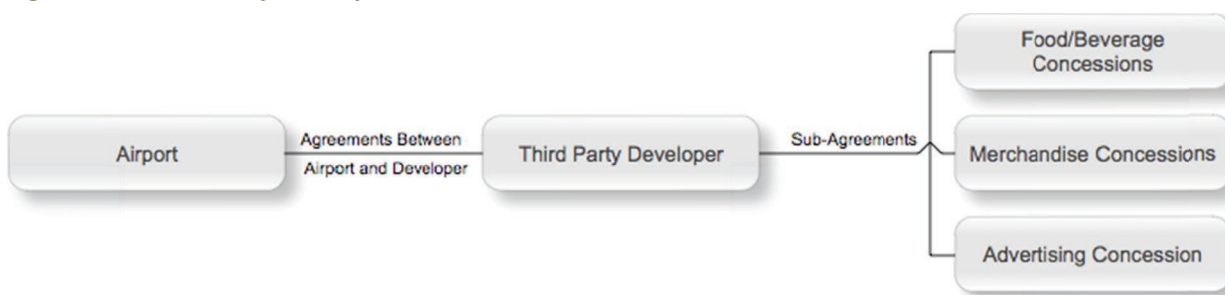 Airport
Agreements Between
Airport and Developer
Third Party Developer
Sub-Agreements
Food/Beverage
Concessions
Merchandise Concessions
Advertising Concession